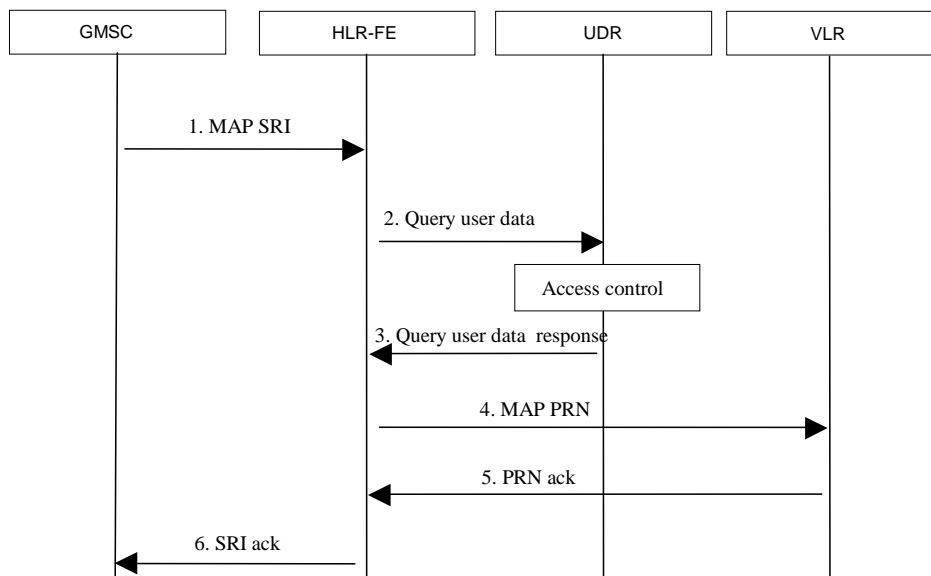 GMSC
HLR-FE
UDR
VLR
1. MAP SRI
2. Query user data
Access control
3. Query user data  response
4. MAP PRN
5. PRN ack
6. SRI ack